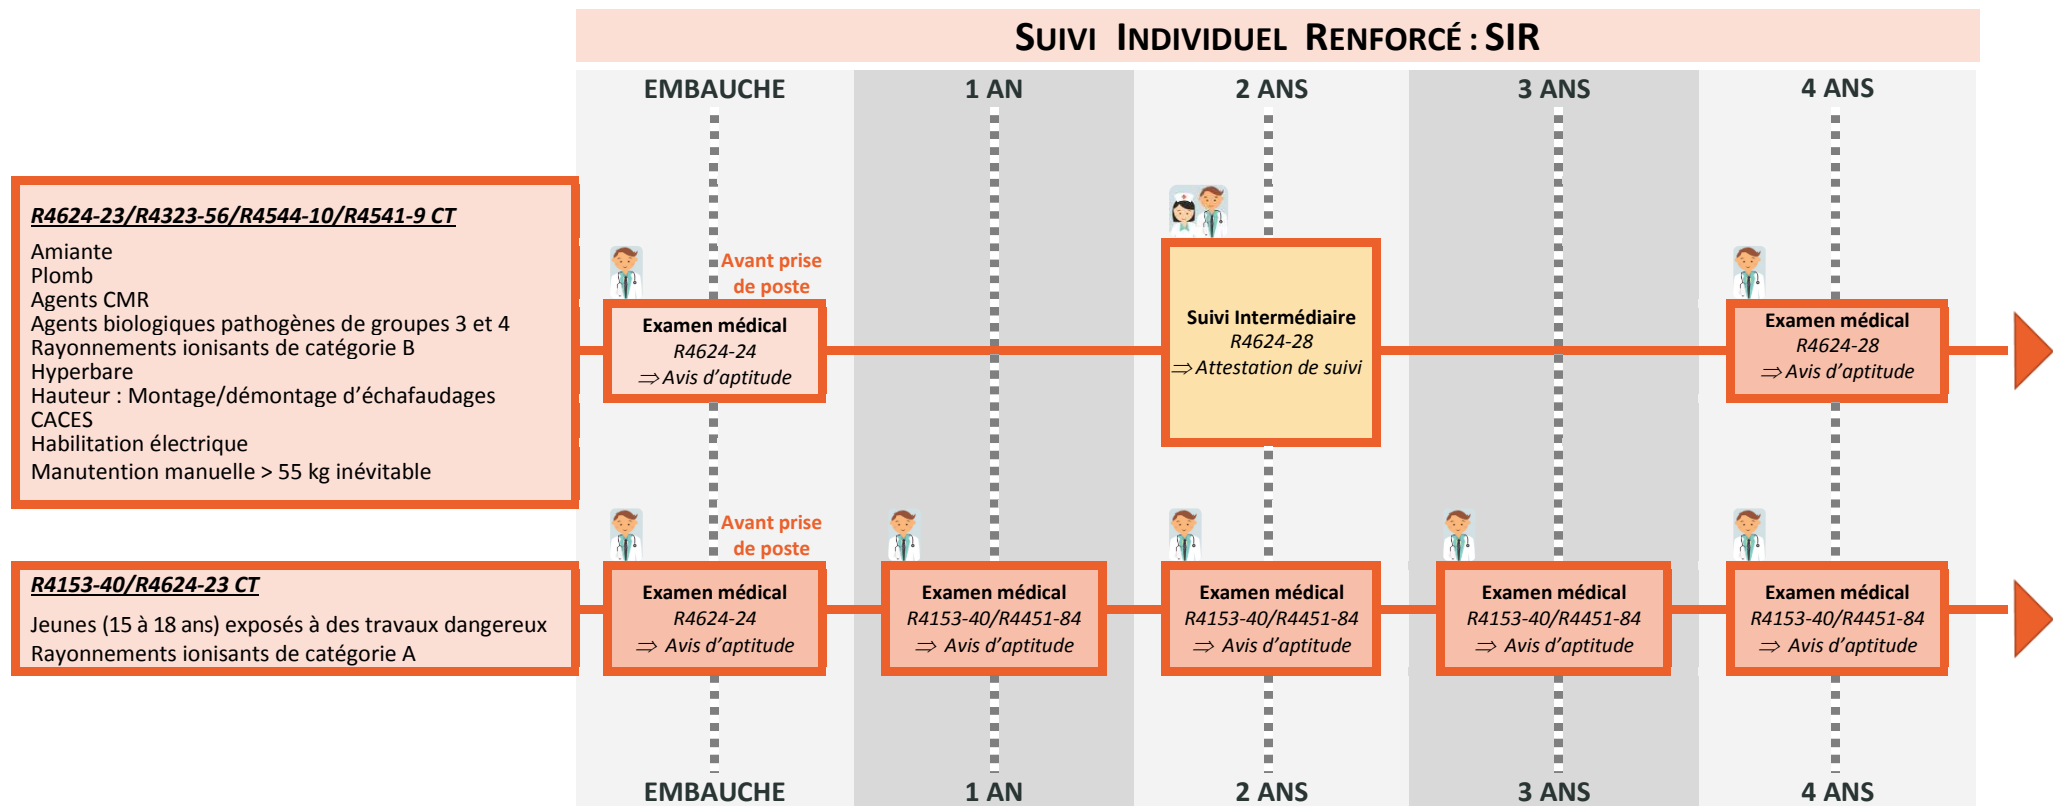 SUIVI INDIVIDUEL RENFORCÉ : SIR
EMBAUCHE
1 AN
2 ANS
3 ANS
4 ANS
R4624-23/R4323-56/R4544-10/R4541-9 CT
Amiante
Plomb
Agents CMR
Agents biologiques pathogènes de groupes 3 et 4
Rayonnements ionisants de catégorie B
Hyperbare
Hauteur : Montage/démontage d’échafaudages
CACES
Habilitation électrique
Manutention manuelle > 55 kg inévitable
Avant prise
de poste
Examen médical
R4624-24
⇒ Avis d’aptitude
Suivi Intermédiaire
R4624-28
⇒ Attestation de suivi
Examen médical
R4624-28
⇒ Avis d’aptitude
R4153-40/R4624-23 CT
Jeunes (15 à 18 ans) exposés à des travaux dangereux
Rayonnements ionisants de catégorie A
Avant prise
de poste
Examen médical
R4624-24
⇒ Avis d’aptitude
Examen médical
R4153-40/R4451-84
⇒ Avis d’aptitude
Examen médical
R4153-40/R4451-84
⇒ Avis d’aptitude
Examen médical
R4153-40/R4451-84
⇒ Avis d’aptitude
Examen médical
R4153-40/R4451-84
⇒ Avis d’aptitude
EMBAUCHE
1 AN
2 ANS
3 ANS
4 ANS